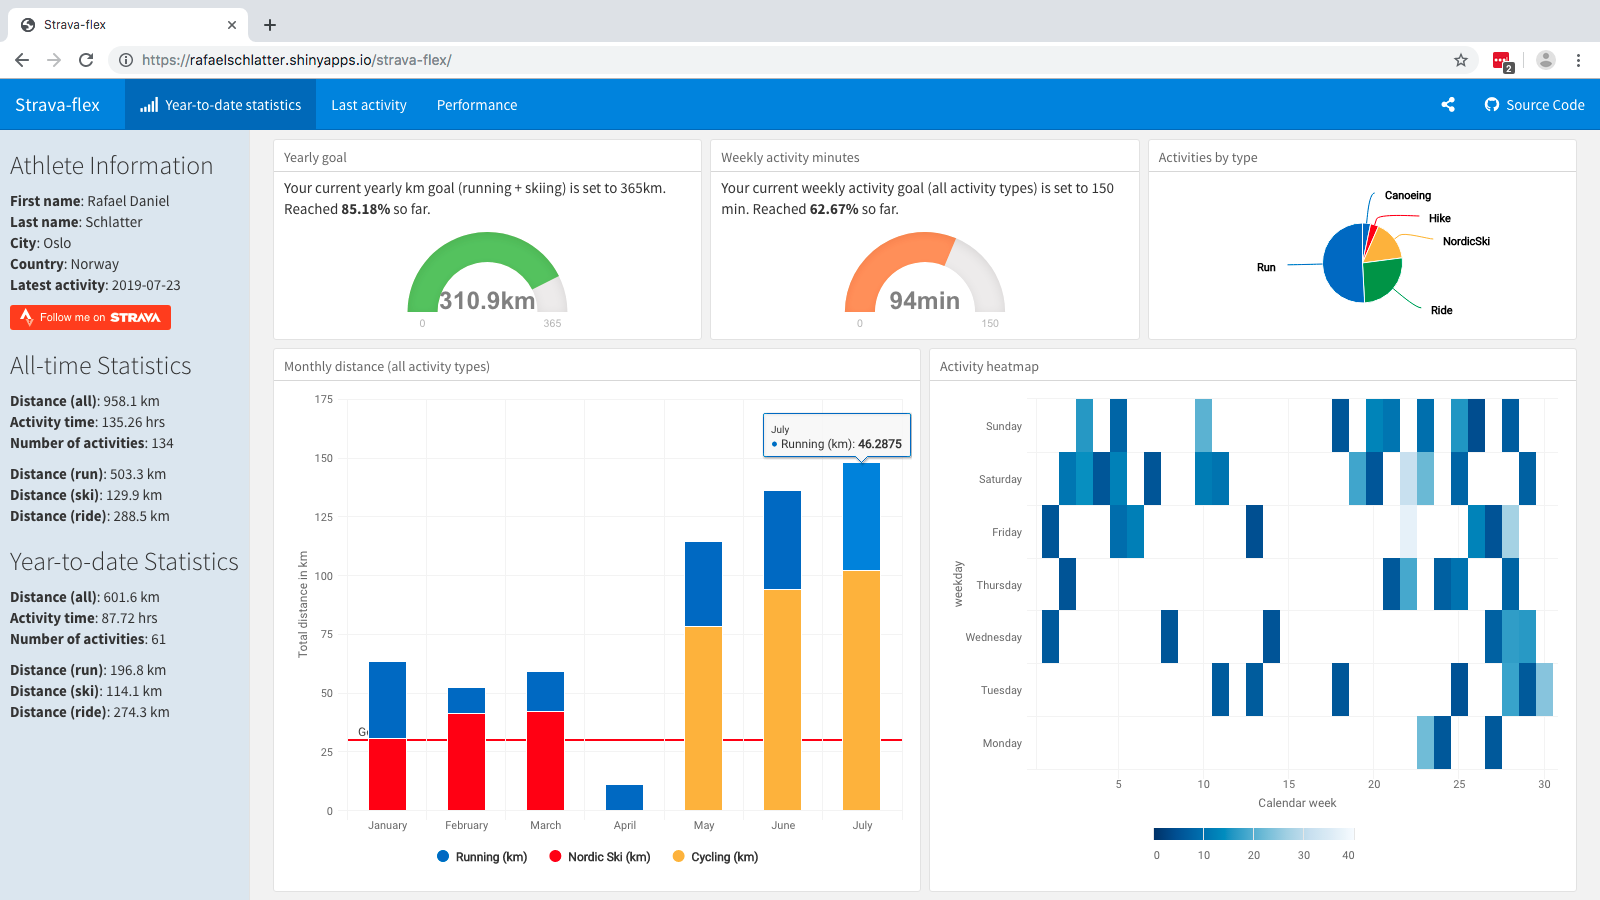 Strava-flex
https://rafaelschlatter.shinyapps.io/strava-flex/
2
Strava-flex
Year-to-date statistics
Last activity
Performance
Source Code
Athlete Information
First name: Rafael Daniel
Last name: Schlatter
City: Oslo
Country: Norway
Latest activity: 2019-07-23
Follow me on STRAVA
All-time Statistics
Distance (all): 958.1 km
Activity time: 135.26 hrs
Number of activities: 134
Distance (run): 503.3 km
Distance (ski): 129.9 km
Distance (ride): 288.5 km
Year-to-date Statistics
Distance (all): 601.6 km
Activity time: 87.72 hrs
Number of activities: 61
Distance (run): 196.8 km
Distance (ski): 114.1 km
Distance (ride): 274.3 km
Yearly goal
Your current yearly km goal (running + skiing) is set to 365km.
Reached 85.18% so far.
310.9km
0 365
Weekly activity minutes
Your current weekly activity goal (all activity types) is set to 150
min. Reached 62.67% so far.
94min
0 150
Activities by type
Canoeing
Hike
NordicSki
Run
Ride
Monthly distance (all activity types)
Total distance in km
175
150
125
100
75
50
25
0
July
Running (km): 46.2875
January February March April May June July
Running (km) Nordic Ski (km) Cycling (km)
Activity heatmap
weekday
Sunday
Saturday
Friday
Thursday
Wednesday
Tuesday
Monday
5 10 15 20 25 30
Calendar week
0 10 20 30 40